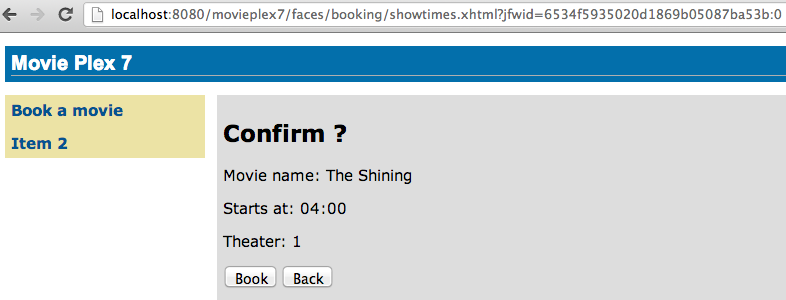 localhost:8080/movieplex7/faces/booking/showtimes.xhtml?jfwid=6534f5935020d1869b05087ba53b:0
Movie Plex 7
Book a movie
Item 2
Confirm ?
Movie name: The Shining
Starts at: 04:00
Theater: 1
Book Back